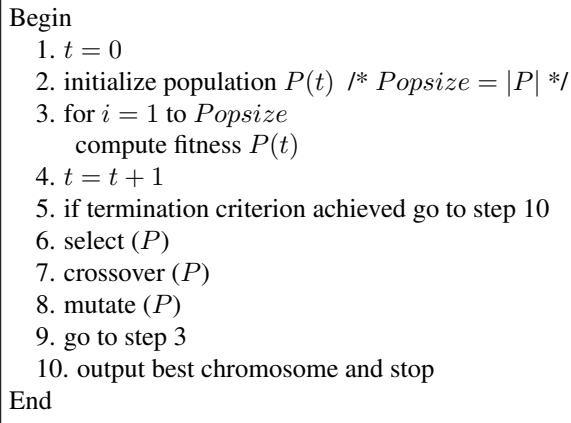 Begin
1. t = 0
2. initialize population P(t) /* Popsize = |P| */
3. for i = 1 to Popsize
compute fitness P(t)
4. t = t + 1
5. if termination criterion achieved go to step 10
6. select (P)
7. crossover (P)
8. mutate (P)
9. go to step 3
10. output best chromosome and stop
End